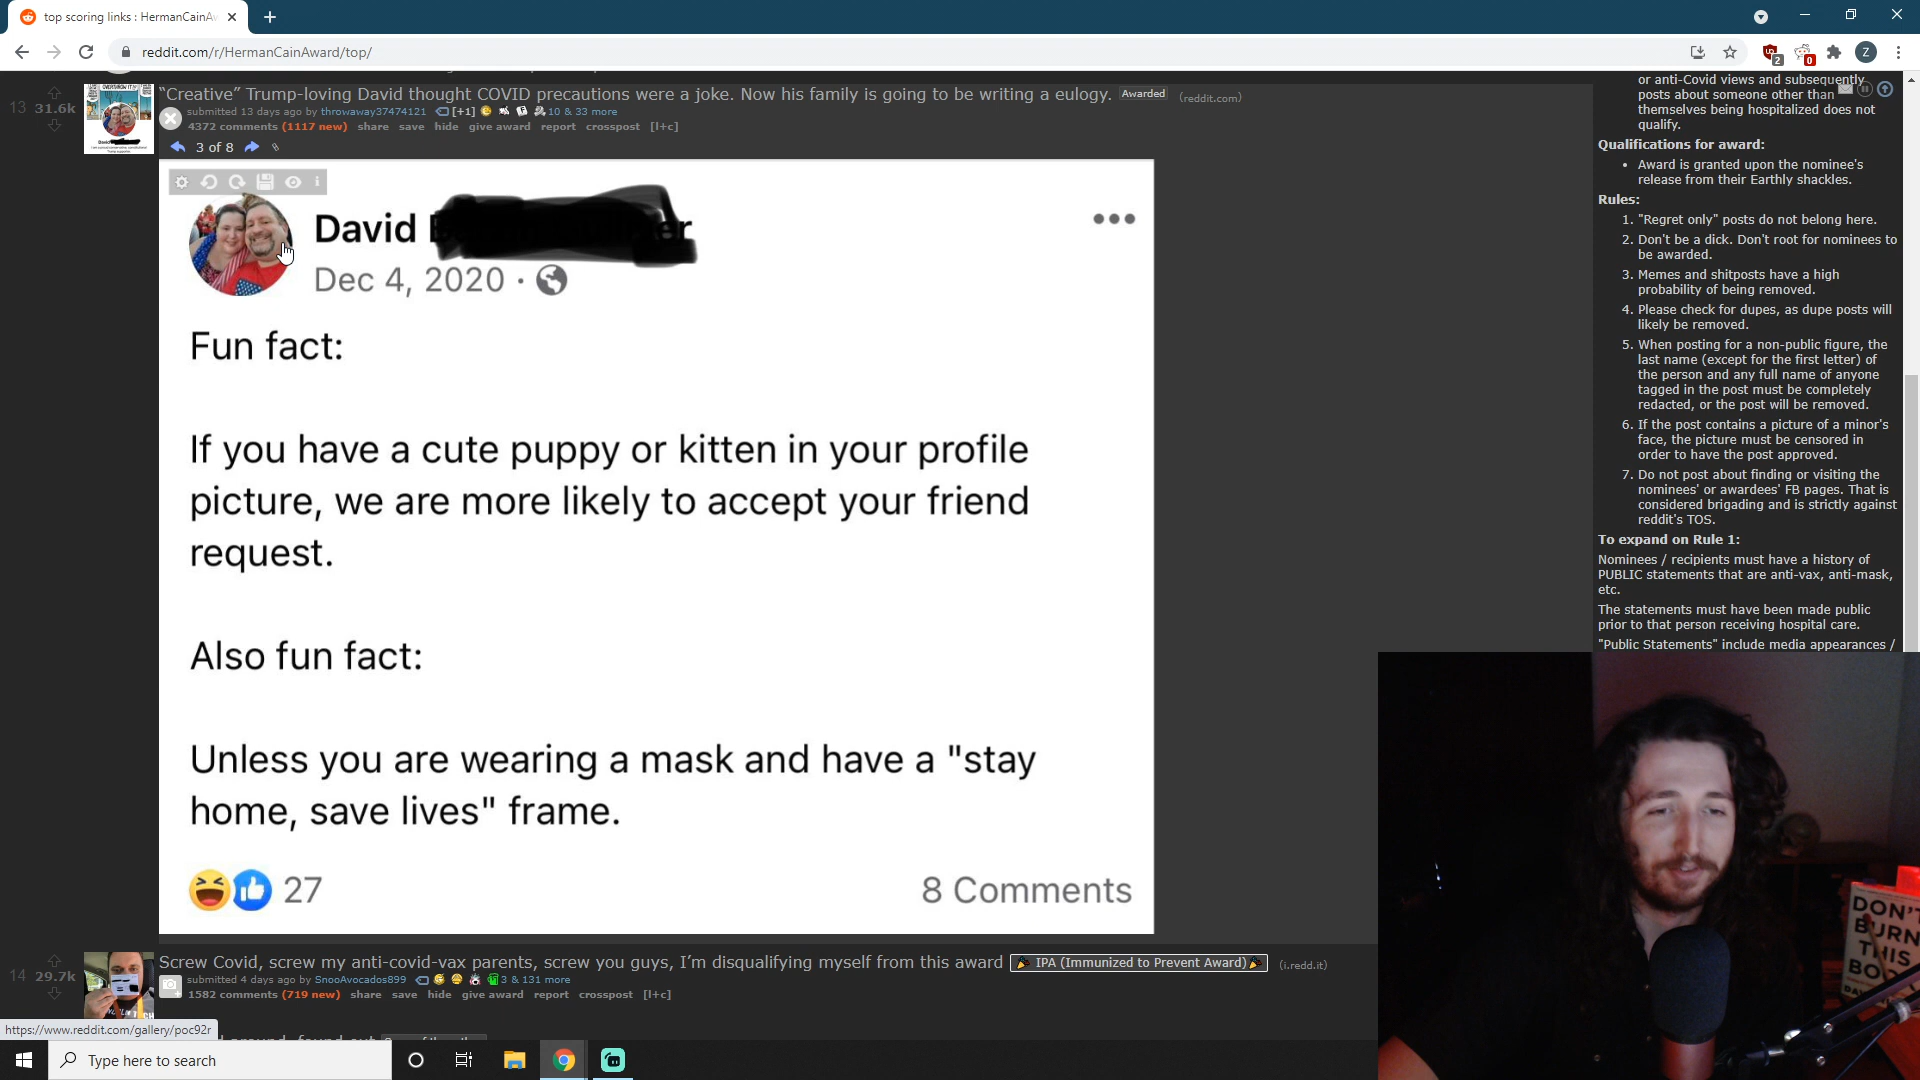 top scoring links : HermanCainAw
reddit.com/r/HermanCainAward/top/
2
0
Z
13
31.6k
"Creative" Trump-loving David thought COVID precautions were a joke. Now his family is going to be writing a eulogy. Awarded (reddit.com)
submitted 13 days ago by throwaway37474121 [+1] 10 & 33 more
4372 comments (1117 new) share save hide give award report crosspost [l+c]
3 of 8
David
Dec 4, 2020 ·
Fun fact:
If you have a cute puppy or kitten in your profile
picture, we are more likely to accept your friend
request.
Also fun fact:
Unless you are wearing a mask and have a "stay
home, save lives" frame.
27
8 Comments
14
29.7k
Screw Covid, screw my anti-covid-vax parents, screw you guys, I'm disqualifying myself from this award IPA (Immunized to Prevent Award) (i.redd.it)
submitted 4 days ago by SnooAvocados899 3 & 131 more
1582 comments (719 new) share save hide give award report crosspost [l+c]
https://www.reddit.com/gallery/poc92r
Type here to search
or anti-Covid views and subsequently
posts about someone other than
themselves being hospitalized does not
qualify.
Qualifications for award:
• Award is granted upon the nominee's
release from their Earthly shackles.
Rules:
1. "Regret only" posts do not belong here.
2. Don't be a dick. Don't root for nominees to
be awarded.
3. Memes and shitposts have a high
probability of being removed.
4. Please check for dupes, as dupe posts will
likely be removed.
5. When posting for a non-public figure, the
last name (except for the first letter) of
the person and any full name of anyone
tagged in the post must be completely
redacted, or the post will be removed.
6. If the post contains a picture of a minor's
face, the picture must be censored in
order to have the post approved.
7. Do not post about finding or visiting the
nominees' or awardees' FB pages. That is
considered brigading and is strictly against
reddit's TOS.
To expand on Rule 1:
Nominees / recipients must have a history of
PUBLIC statements that are anti-vax, anti-mask,
etc.
The statements must have been made public
prior to that person receiving hospital care.
"Public Statements" include media appearances /
DON'T
BURN
THIS